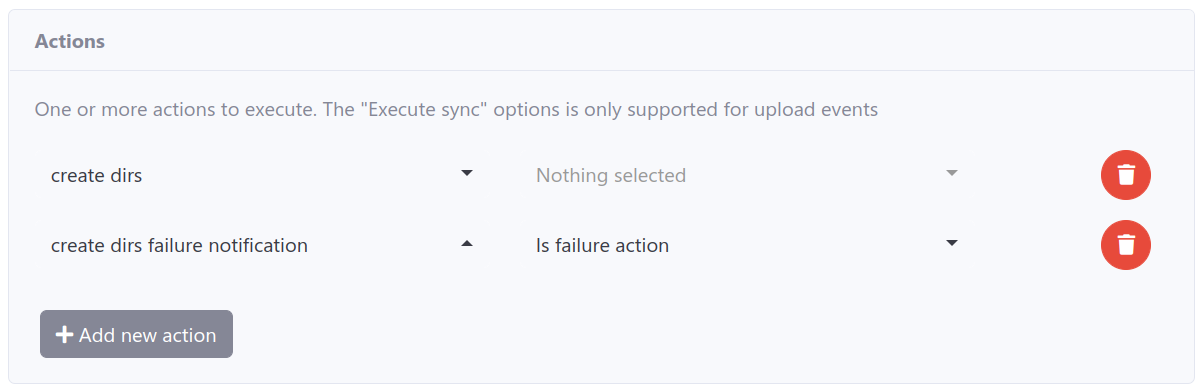 Actions
One or more actions to execute. The "Execute sync" options is only supported for upload events
create dirs
Nothing selected
create dirs failure notification
Is failure action
Add new action